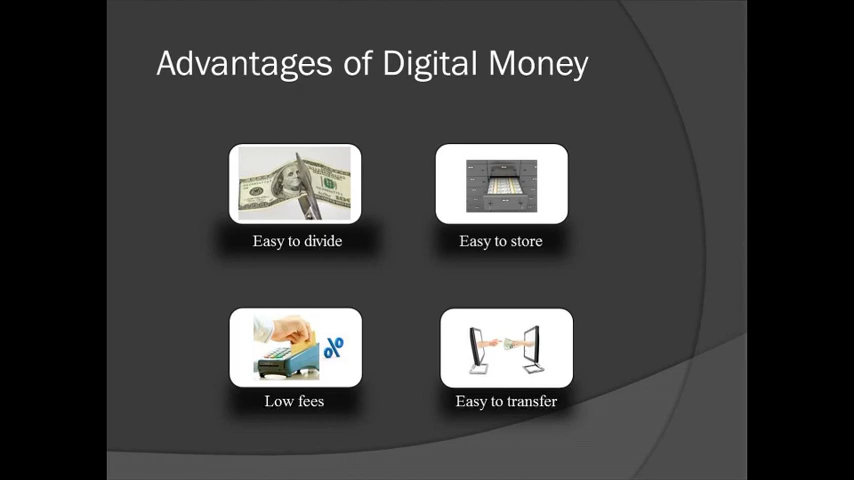 Advantages of Digital Money
Easy to divide
Easy to store
%
Low fees
Easy to transfer